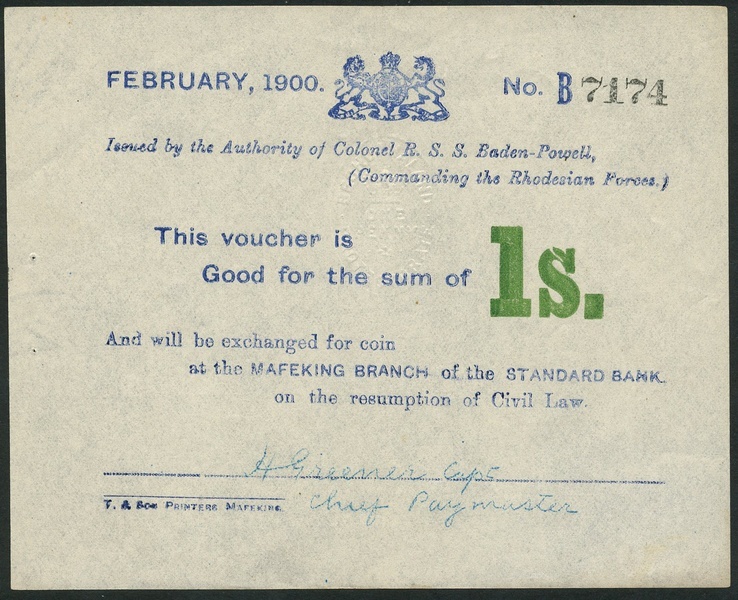 FEBRUARY, 1900. No. B 7174
Issued by the Authority of Colonel R. S. S. Baden-Powell,
(Commanding the Rhodesian Forces.)
This voucher is
Good for the sum of 1s.
And will be exchanged for coin
at the MAFEKING BRANCH of the STANDARD BANK
on the resumption of Civil Law.
H Greener Capt
Chief Paymaster
T. & Son Printers Mafeking.